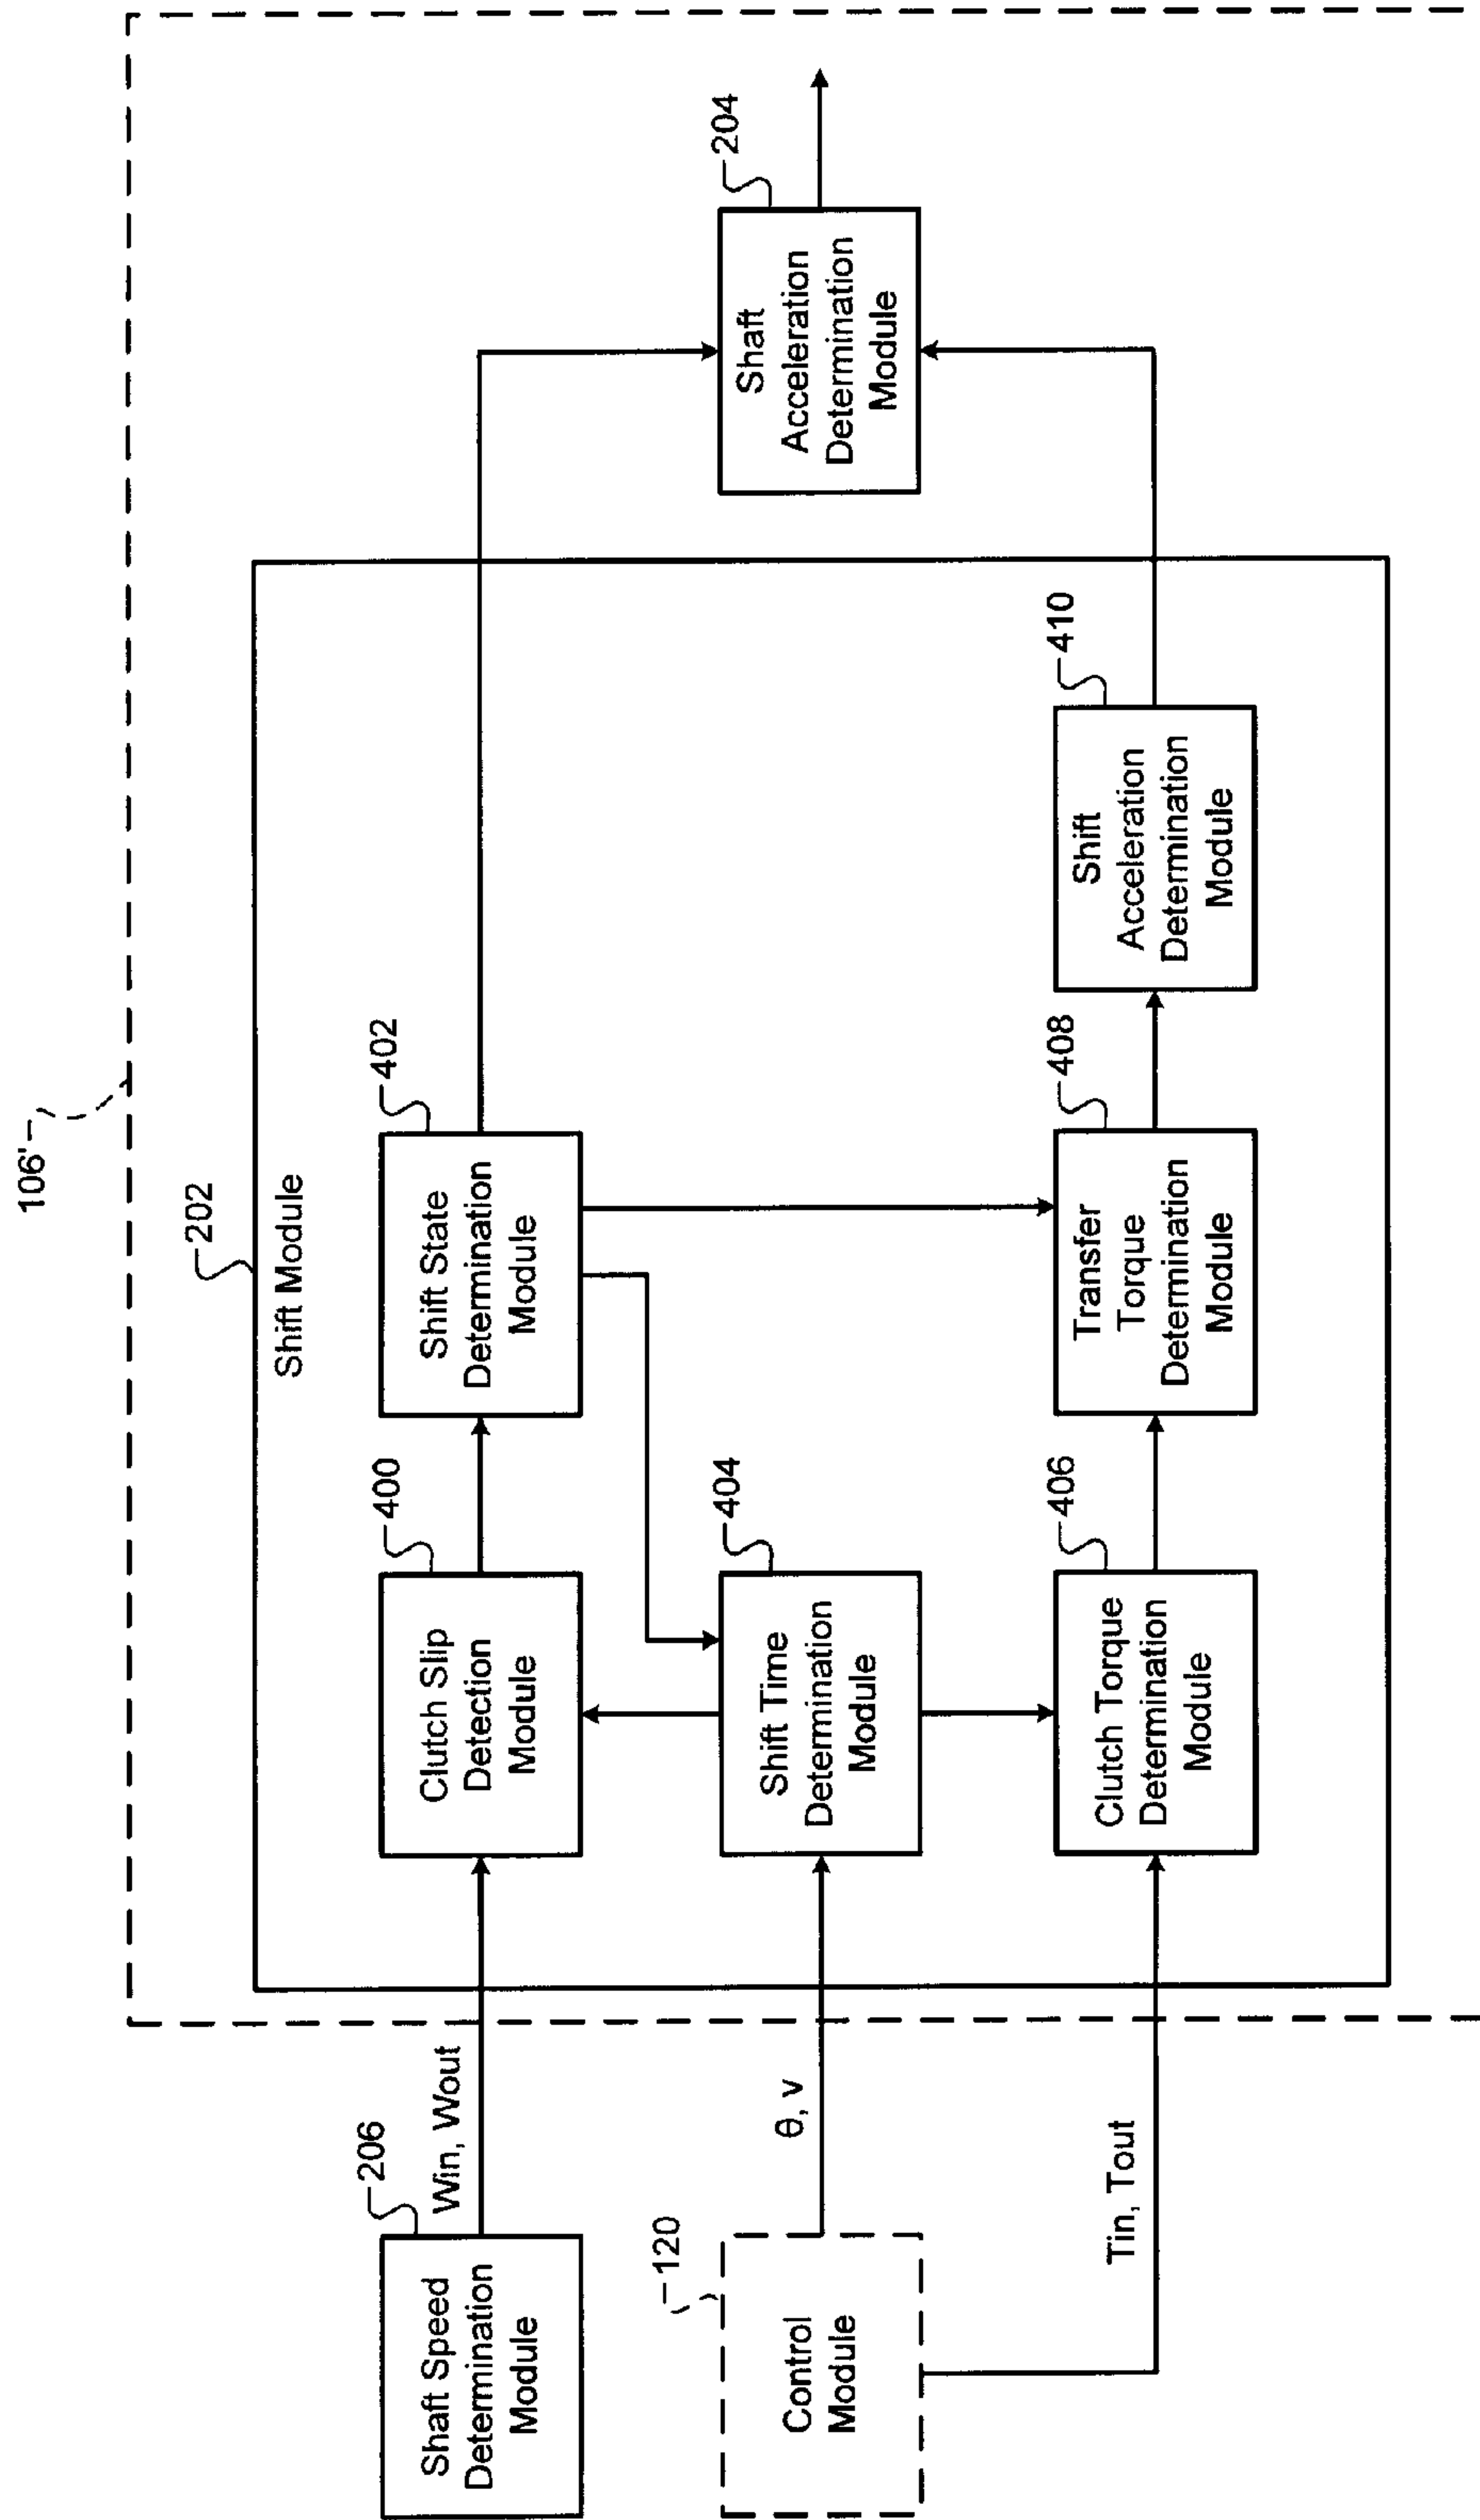 106'
202
Shift Module
206
Shaft Speed
Determination
Module
Win, Wout
400
Clutch Slip
Detection
Module
402
Shift State
Determination
Module
120
Control
Module
θ, v
404
Shift Time
Determination
Module
204
Shaft
Acceleration
Determination
Module
Tin, Tout
406
Clutch Torque
Determination
Module
408
Transfer
Torque
Determination
Module
410
Shift
Acceleration
Determination
Module